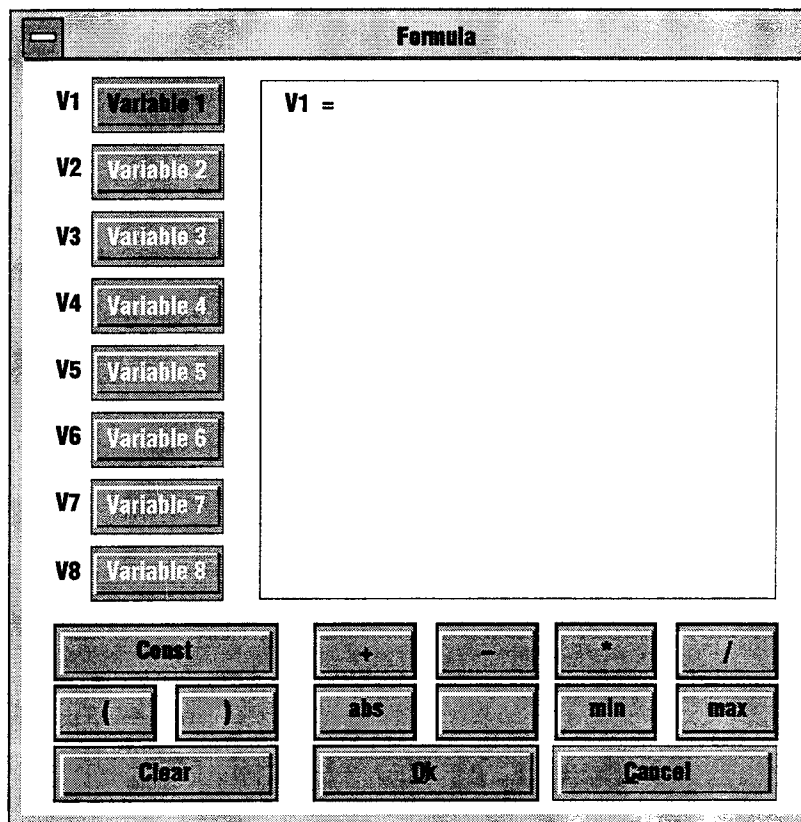 Formula
V1 Variable 1 V1 =
V2 Variable 2
V3 Variable 3
V4 Variable 4
V5 Variable 5
V6 Variable 6
V7 Variable 7
V8 Variable 8
Const + − * /
( ) abs min max
Clear Ok Cancel